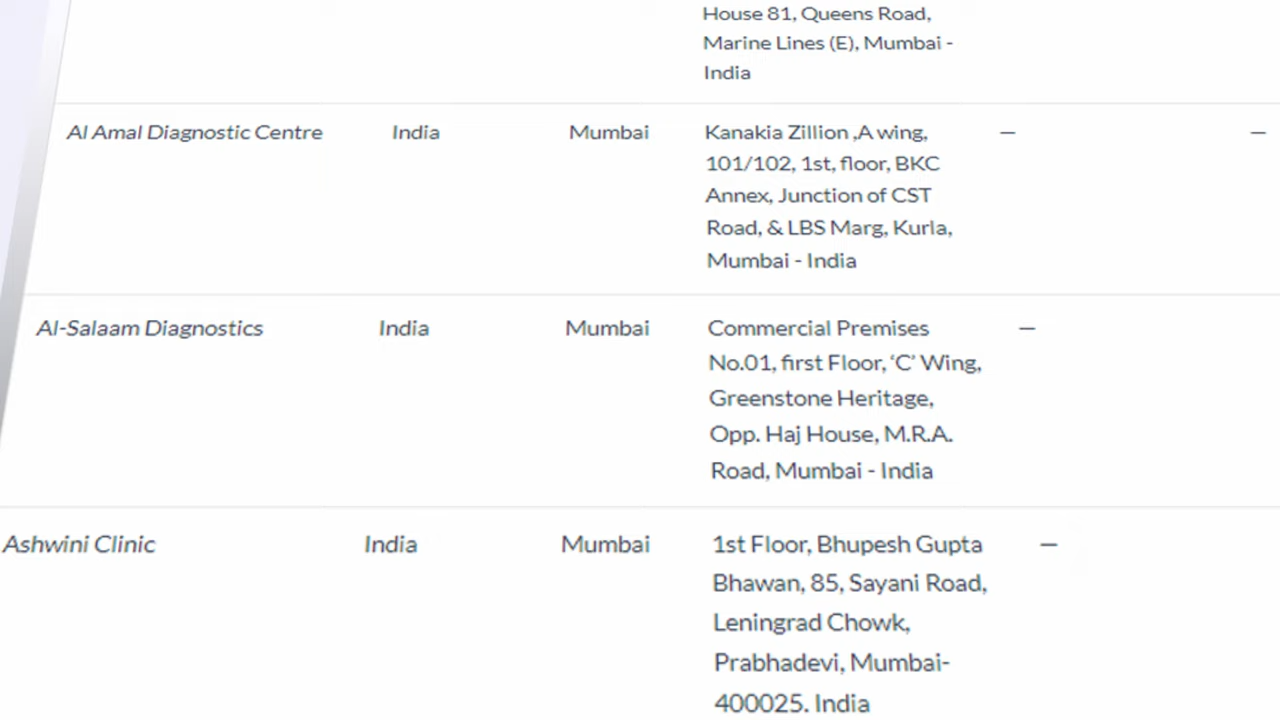 House 81, Queens Road,
Marine Lines (E), Mumbai -
India
Al Amal Diagnostic Centre India Mumbai Kanakia Zillion ,A wing, — —
101/102, 1st, floor, BKC
Annex, Junction of CST
Road, & LBS Marg, Kurla,
Mumbai - India
Al-Salaam Diagnostics India Mumbai Commercial Premises —
No.01, first Floor, ‘C’ Wing,
Greenstone Heritage,
Opp. Haj House, M.R.A.
Road, Mumbai - India
Ashwini Clinic India Mumbai 1st Floor, Bhupesh Gupta —
Bhawan, 85, Sayani Road,
Leningrad Chowk,
Prabhadevi, Mumbai-
400025. India